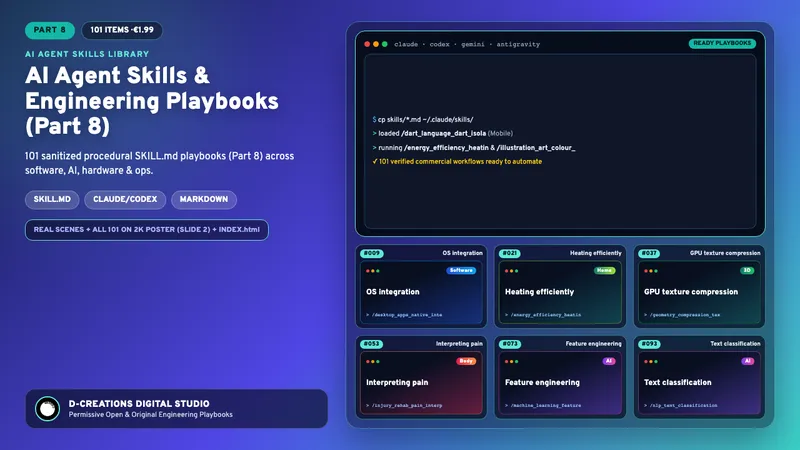 PART 8
101 ITEMS · €1.99
AI AGENT SKILLS LIBRARY
AI Agent Skills &
Engineering Playbooks
(Part 8)
101 sanitized procedural SKILL.md playbooks (Part 8) across
software, AI, hardware & ops.
SKILL.MD
CLAUDE/CODEX
MARKDOWN
REAL SCENES + ALL 101 ON 2K POSTER (SLIDE 2) + INDEX.html
D-CREATIONS DIGITAL STUDIO
Permissive Open & Original Engineering Playbooks
claude · codex · gemini · antigravity
READY PLAYBOOKS
$ cp skills/*.md ~/.claude/skills/
> loaded /dart_language_dart_isola (Mobile)
> running /energy_efficiency_heatin & /illustration_art_colour_
✓ 101 verified commercial workflows ready to automate
#009
OS integration
Software
OS integration
> /desktop_apps_native_inta
#021
Heating efficiently
Home
Heating efficiently
> /energy_efficiency_heatin
#037
GPU texture compression
3D
GPU texture compression
> /geometry_compression_tex
#053
Interpreting pain
Body
Interpreting pain
> /injury_rehab_pain_interp
#073
Feature engineering
AI
Feature engineering
> /machine_learning_feature
#093
Text classification
AI
Text classification
> /nlp_text_classification